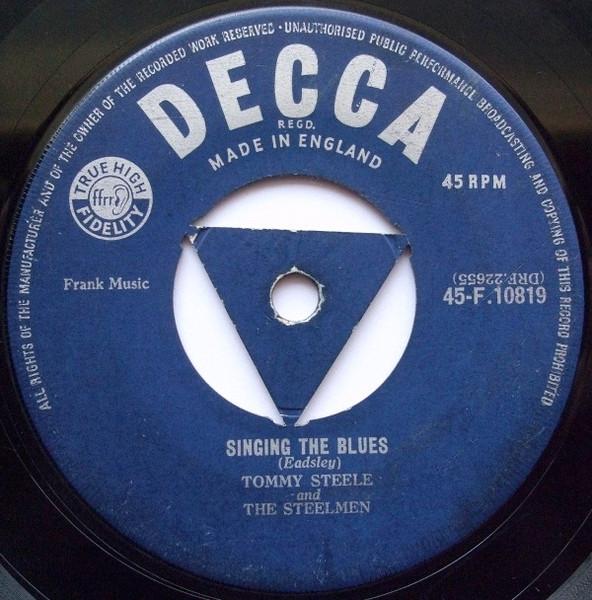 ALL RIGHTS OF THE MANUFACTURER AND OF THE OWNER OF THE RECORDED WORK RESERVED · UNAUTHORISED PUBLIC PERFORMANCE BROADCASTING AND COPYING OF THIS RECORD PROHIBITED
DECCA
REGD.
MADE IN ENGLAND
TRUE HIGH
ffrr
FIDELITY
45 RPM
Frank Music
(DRF.22655)
45-F.10819
SINGING THE BLUES
(Eadsley)
TOMMY STEELE
and
THE STEELMEN